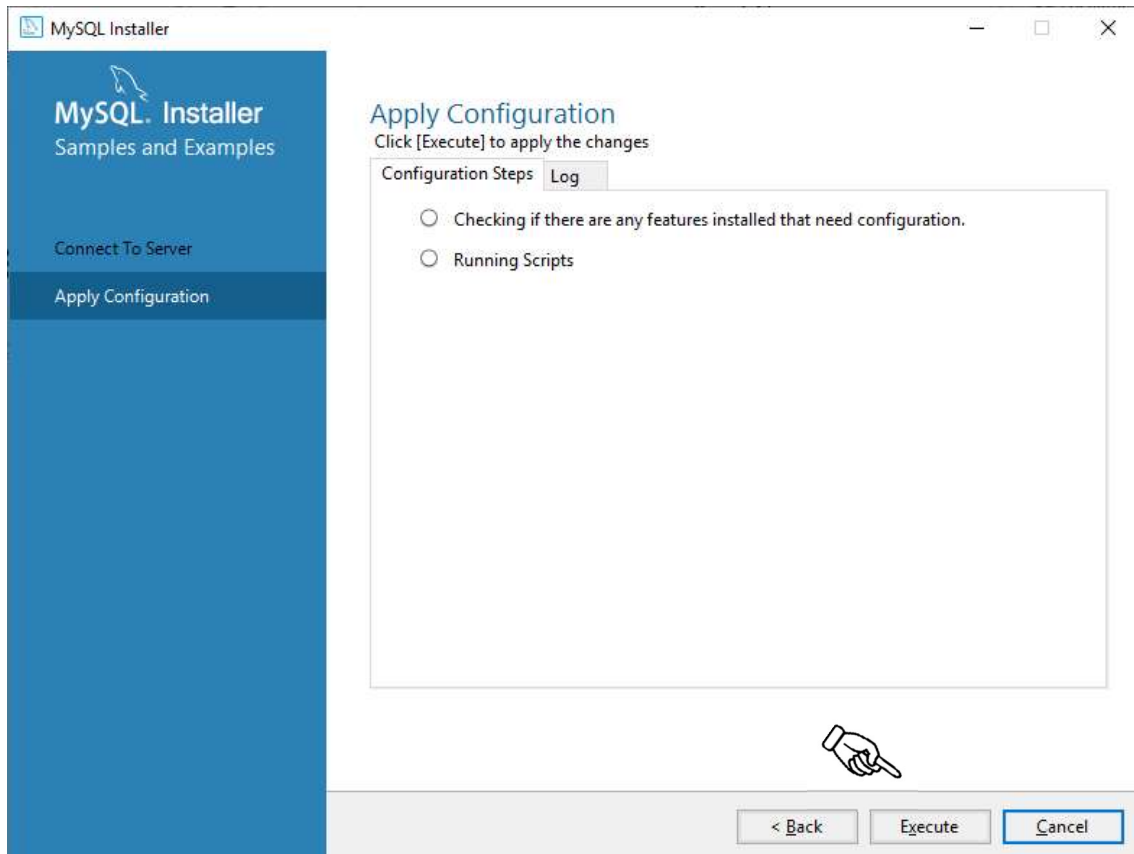 MySQL Installer
MySQL. Installer
Samples and Examples
Connect To Server
Apply Configuration
Apply Configuration
Click [Execute] to apply the changes
Configuration Steps Log
Checking if there are any features installed that need configuration.
Running Scripts
< Back Execute Cancel